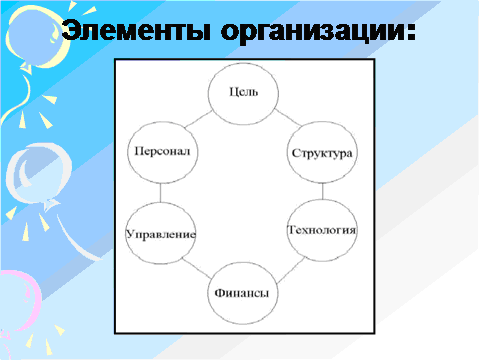 Элементы организации:
Цель
Персонал
Структура
Управление
Технология
Финансы